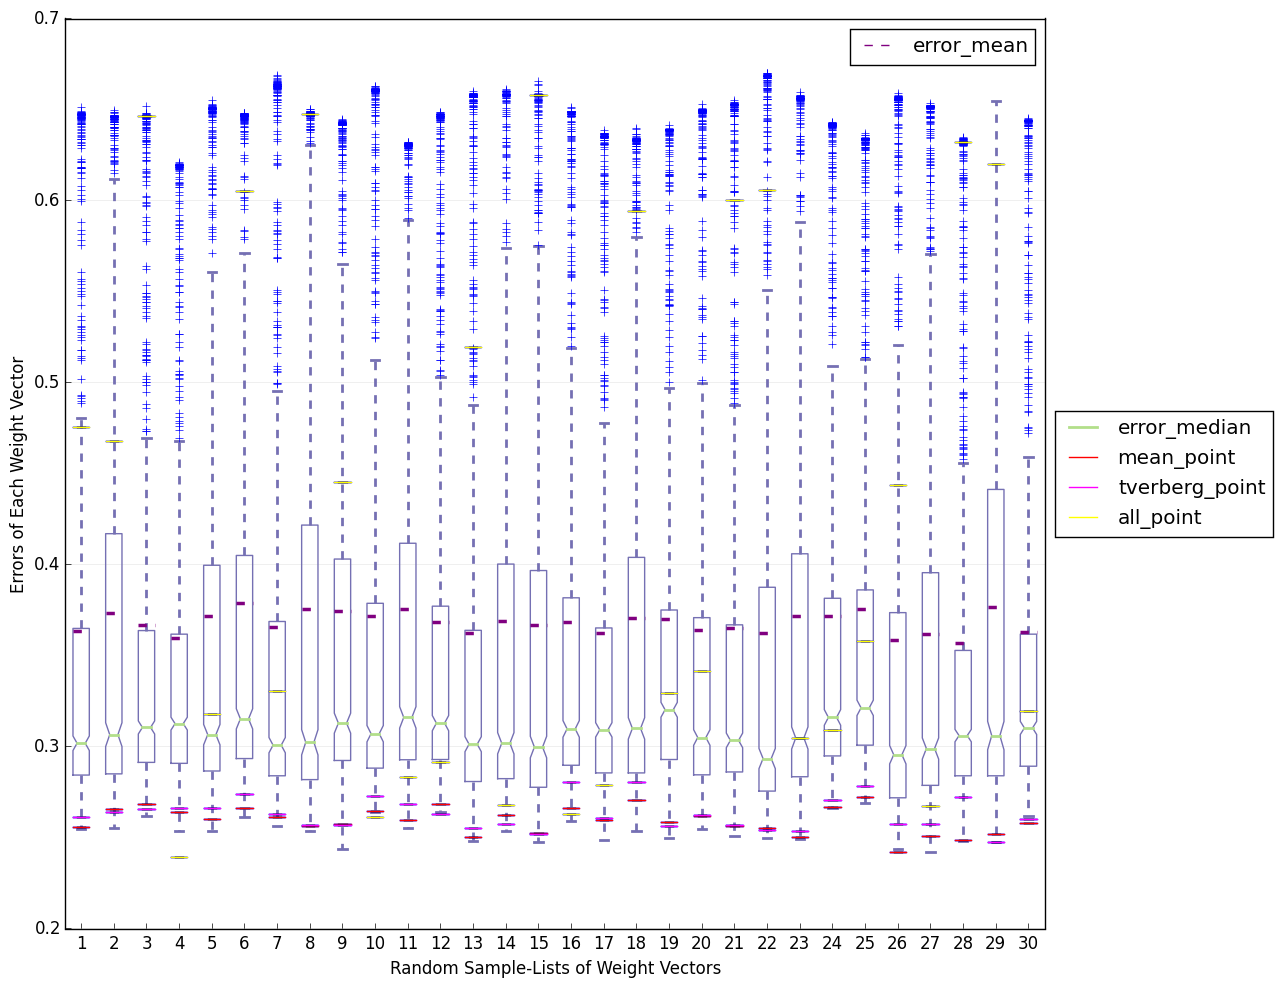 0.7
0.6
0.5
0.4
0.3
0.2
Errors of Each Weight Vector
error_mean
error_median
mean_point
tverberg_point
all_point
1 2 3 4 5 6 7 8 9 10 11 12 13 14 15 16 17 18 19 20 21 22 23 24 25 26 27 28 29 30
Random Sample-Lists of Weight Vectors